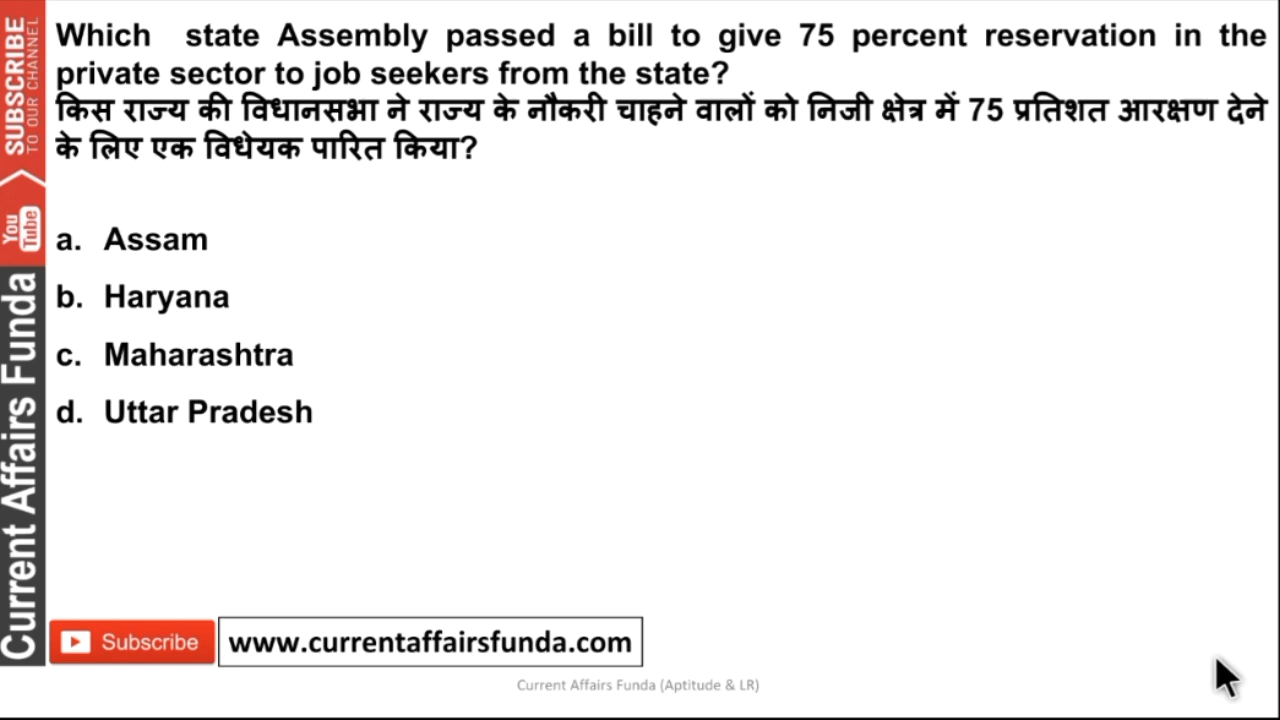 Which state Assembly passed a bill to give 75 percent reservation in the
private sector to job seekers from the state?
किस राज्य की विधानसभा ने राज्य के नौकरी चाहने वालों को निजी क्षेत्र में 75 प्रतिशत आरक्षण देने
के लिए एक विधेयक पारित किया?
a. Assam
b. Haryana
c. Maharashtra
d. Uttar Pradesh
SUBSCRIBE
TO OUR CHANNEL
You
Tube
Current Affairs Funda
Subscribe
www.currentaffairsfunda.com
Current Affairs Funda (Aptitude & LR)